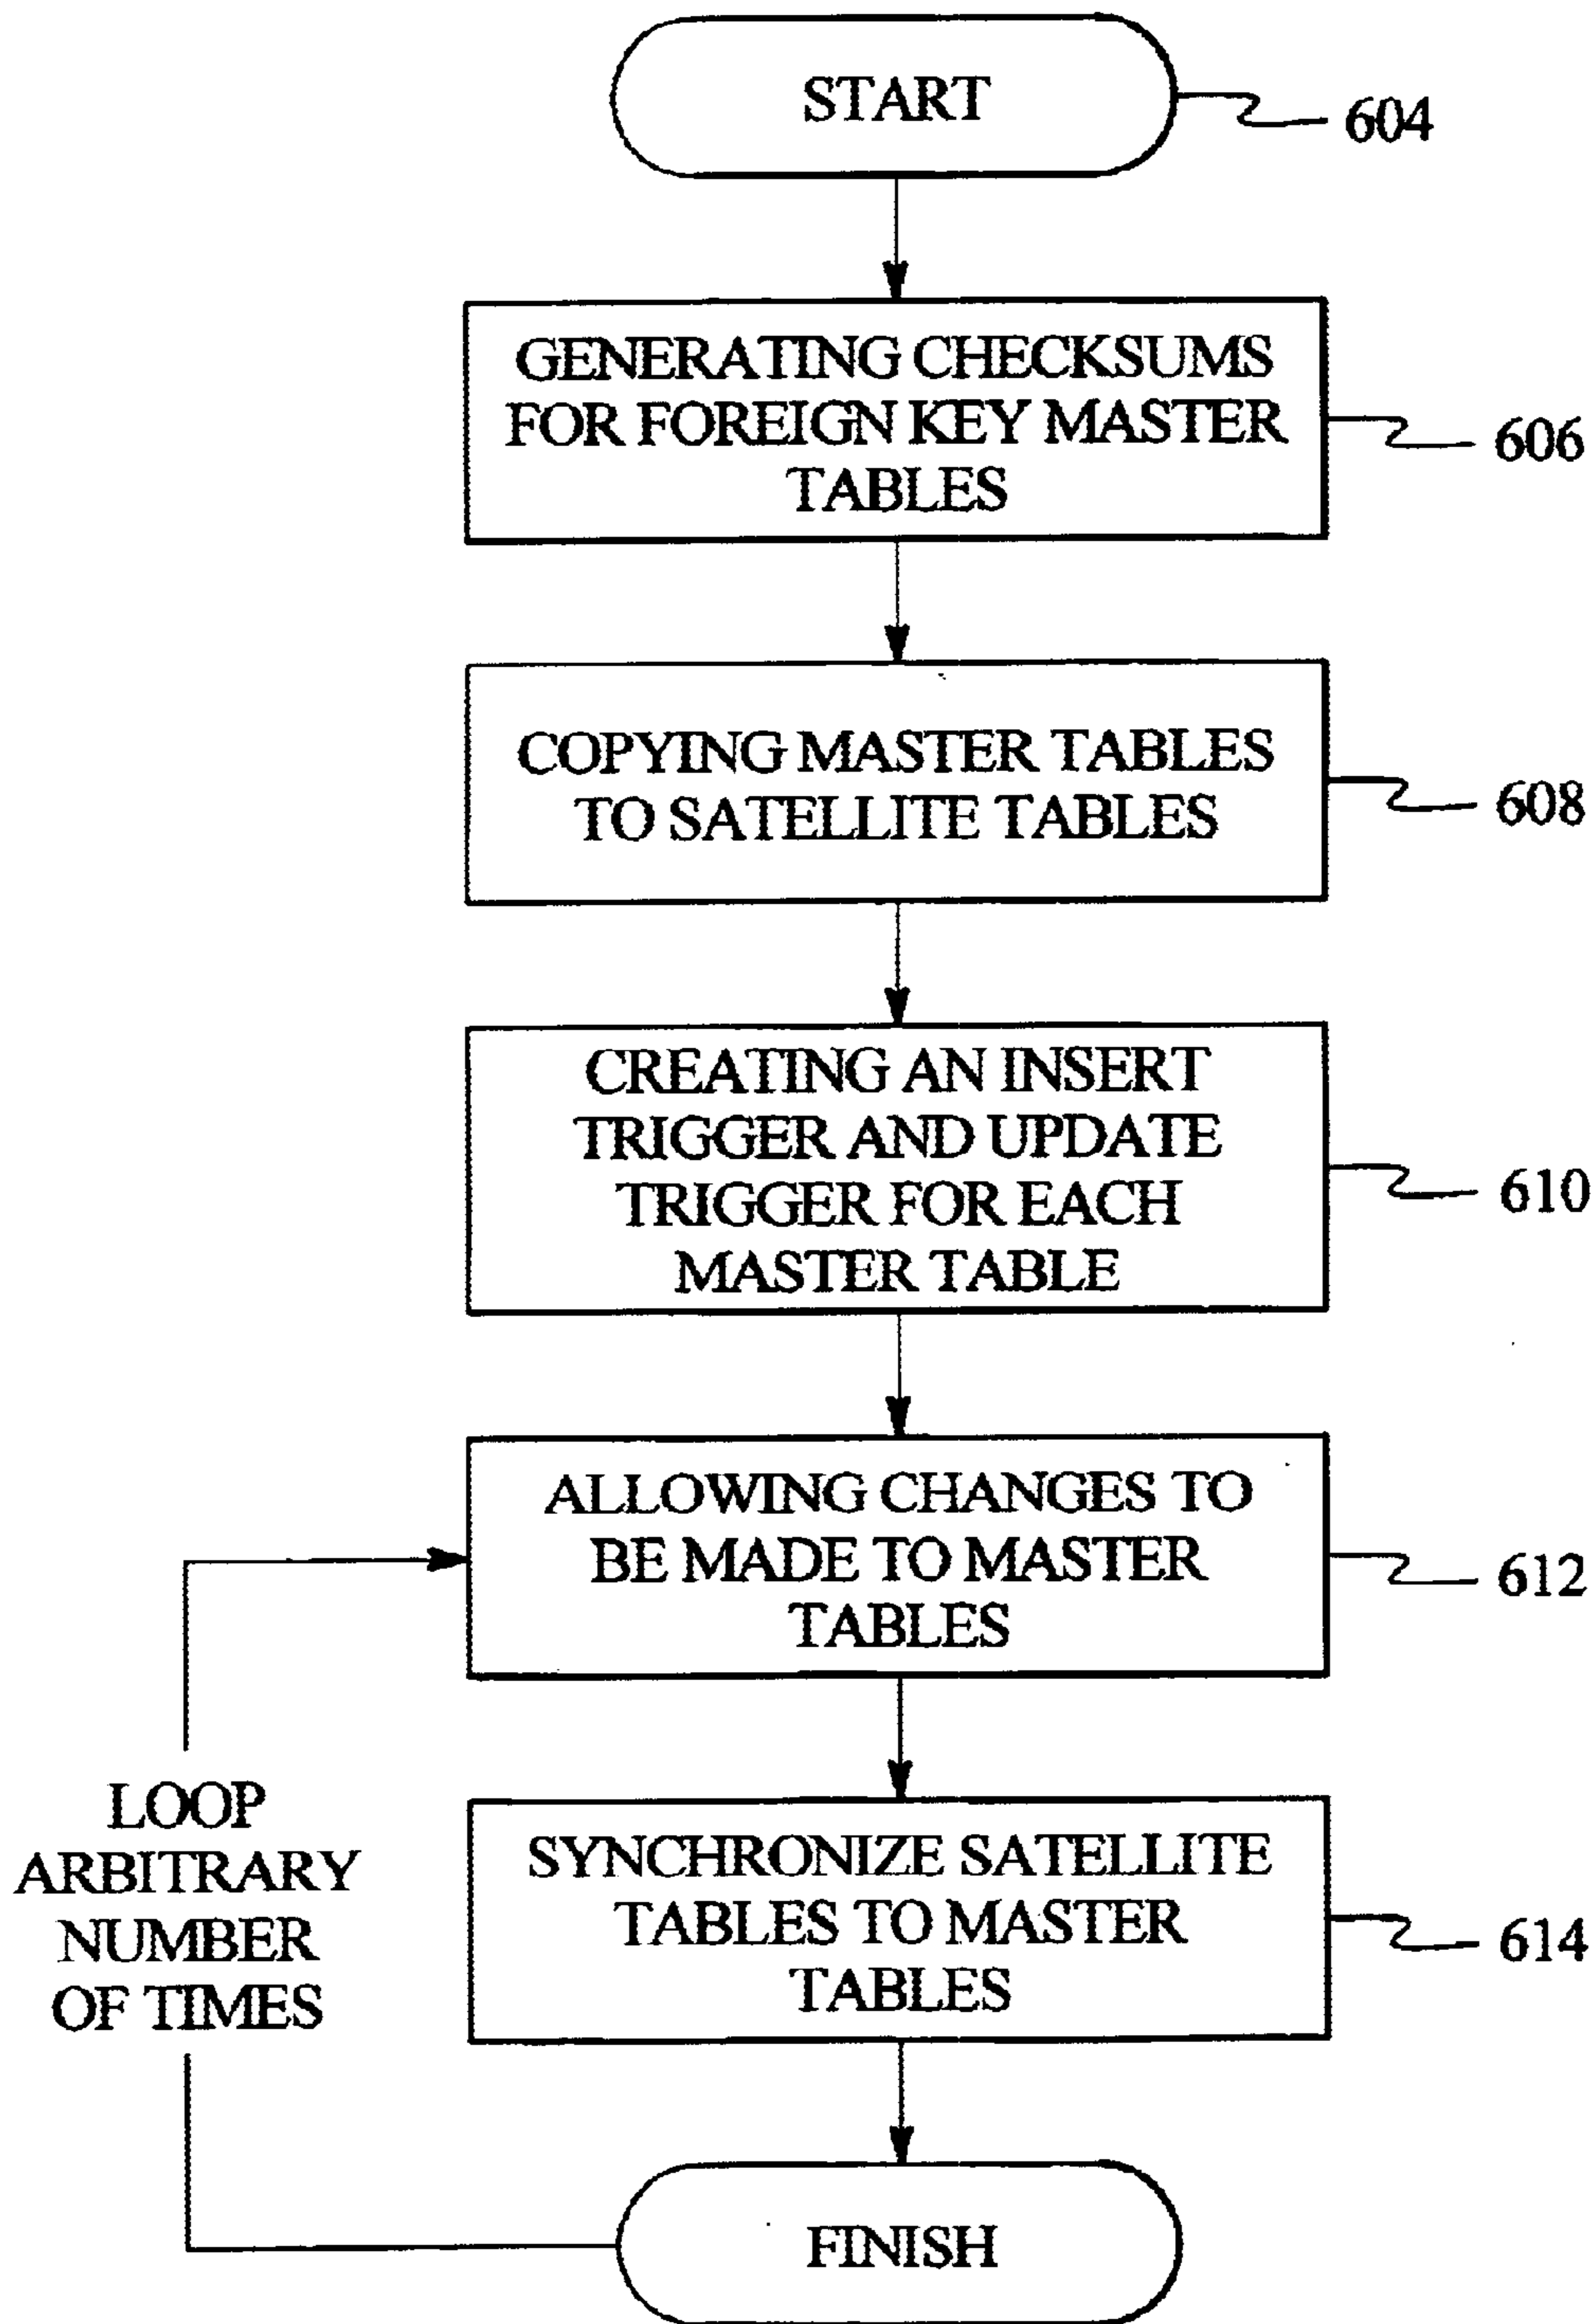 START
604
GENERATING CHECKSUMS
FOR FOREIGN KEY MASTER
TABLES
606
COPYING MASTER TABLES
TO SATELLITE TABLES
608
CREATING AN INSERT
TRIGGER AND UPDATE
TRIGGER FOR EACH
MASTER TABLE
610
ALLOWING CHANGES TO
BE MADE TO MASTER
TABLES
612
LOOP
ARBITRARY
NUMBER
OF TIMES
SYNCHRONIZE SATELLITE
TABLES TO MASTER
TABLES
614
FINISH